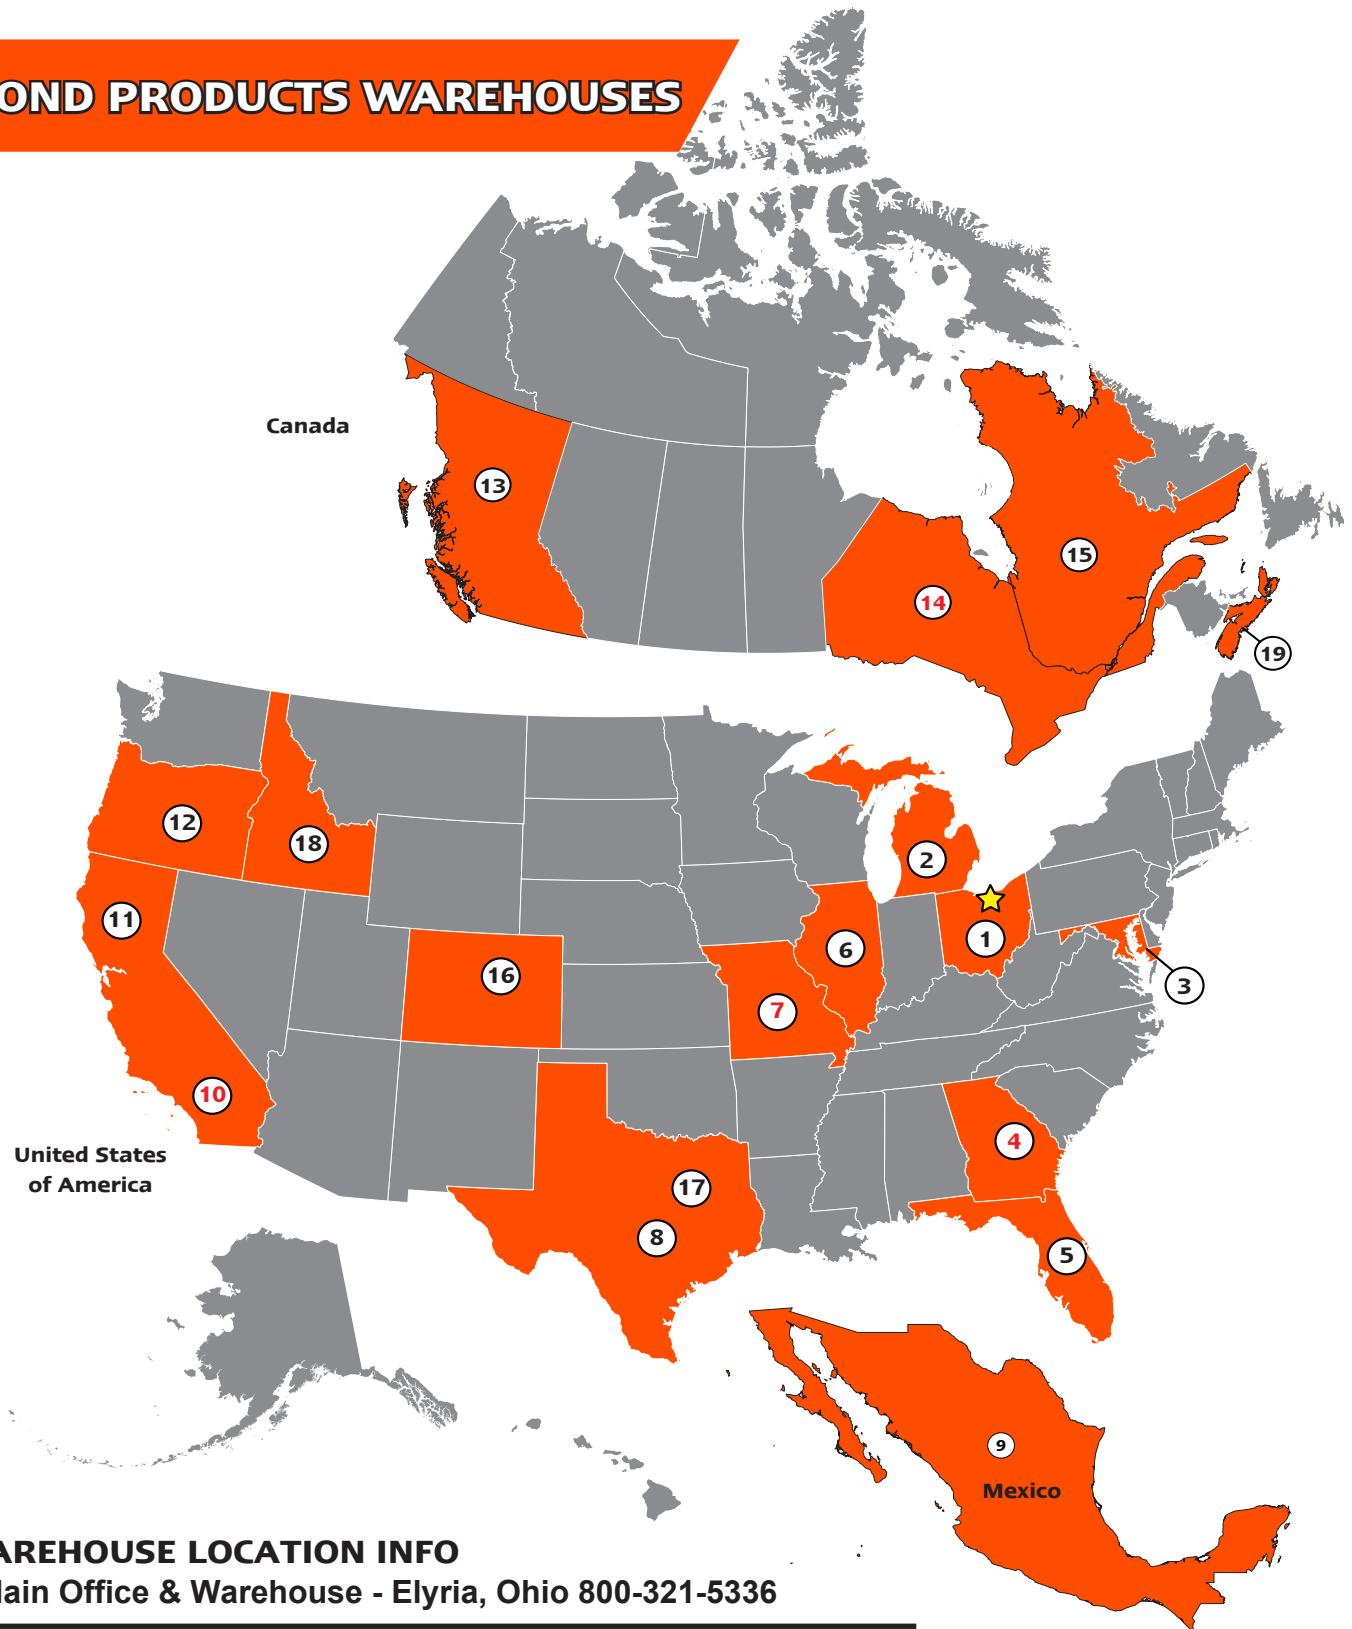 OND PRODUCTS WAREHOUSES
Canada
13
15
14
19
12
18
2
11
1
6
16
3
7
10
4
United States
of America
17
8
5
9
Mexico
AREHOUSE LOCATION INFO
ain Office & Warehouse - Elyria, Ohio 800-321-5336